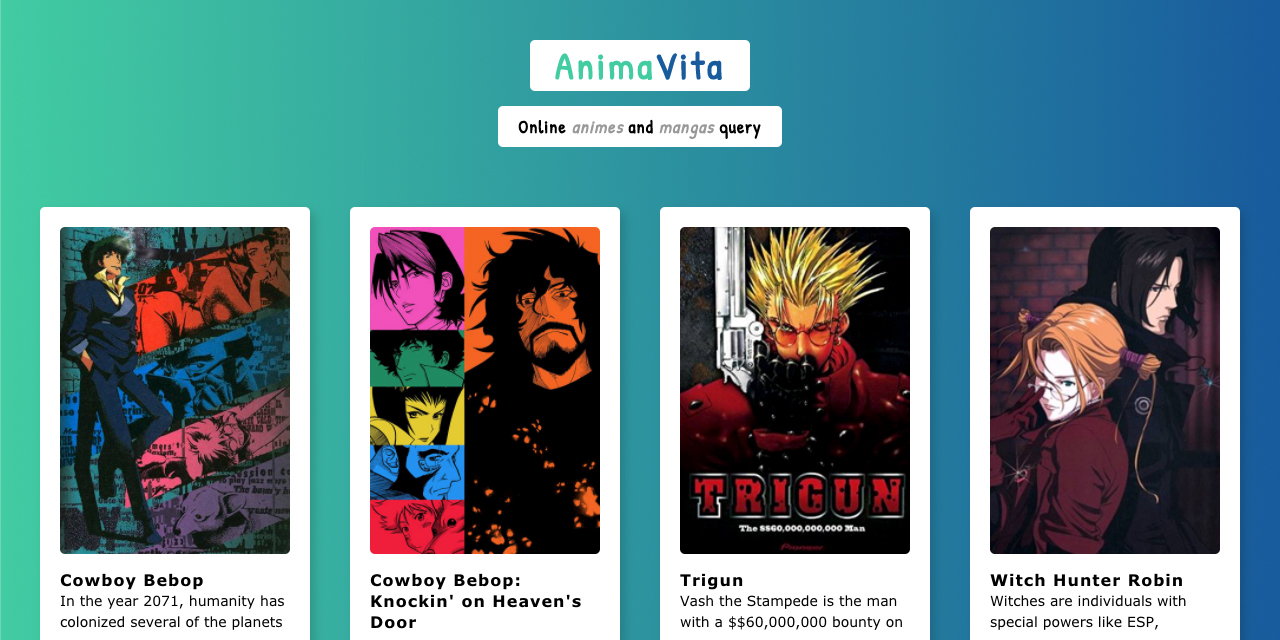 AnimaVita
Online animes and mangas query
TRIGUN
The $$60,000,000,000 Man
Pioneer
Cowboy Bebop
In the year 2071, humanity has
colonized several of the planets
Cowboy Bebop:
Knockin' on Heaven's
Door
Trigun
Vash the Stampede is the man
with a $$60,000,000 bounty on
Witch Hunter Robin
Witches are individuals with
special powers like ESP,